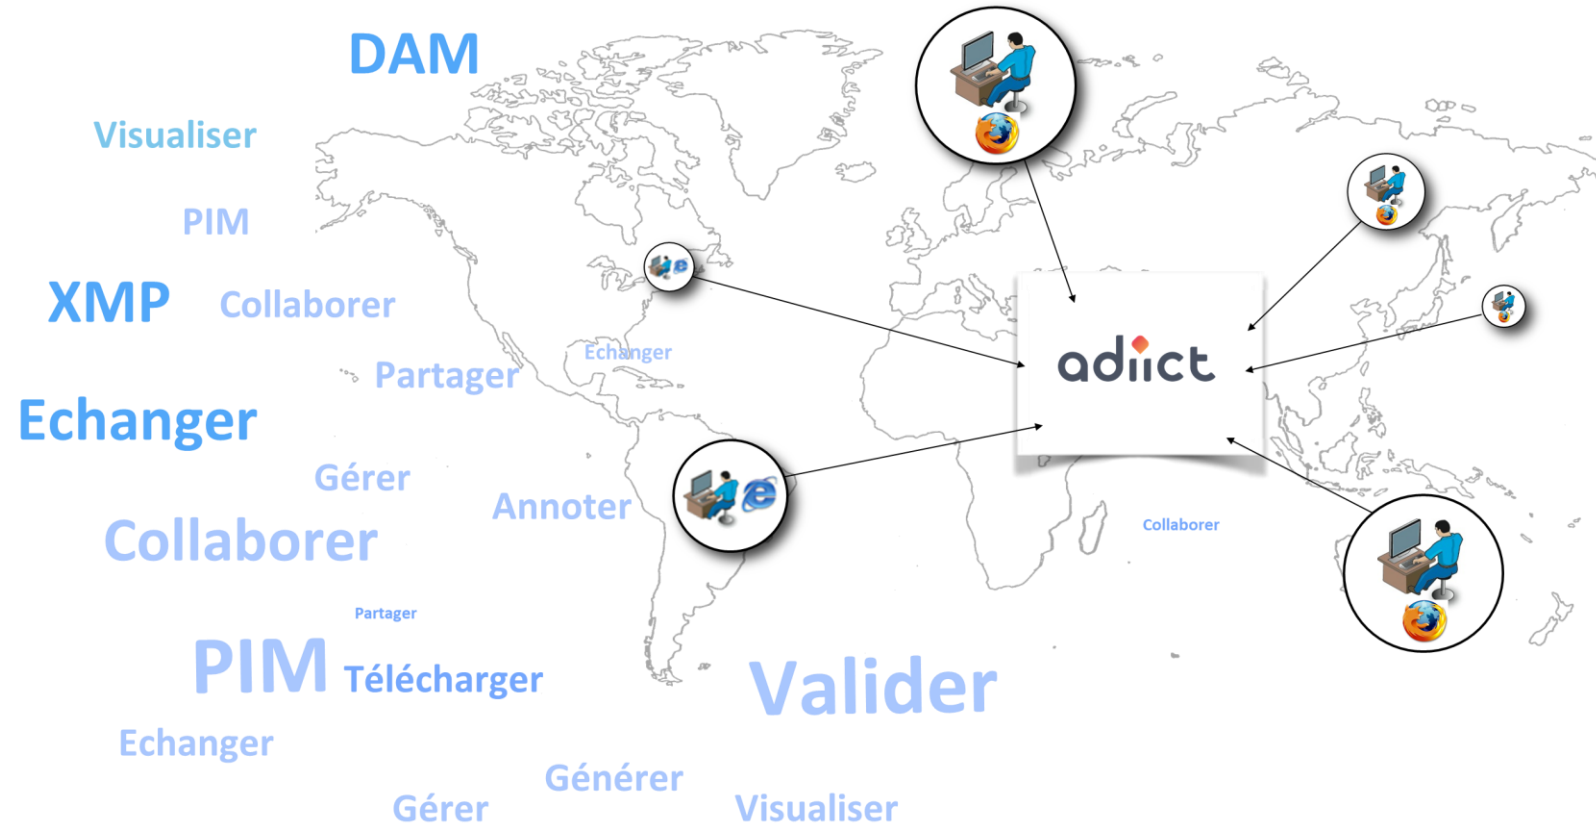 DAM
Visualiser
PIM
XMP
Collaborer
Echanger
Partager
adiict
Echanger
Gérer
Annoter
Collaborer
Collaborer
Partager
PIM
Télécharger
Valider
Echanger
Générer
Gérer
Visualiser